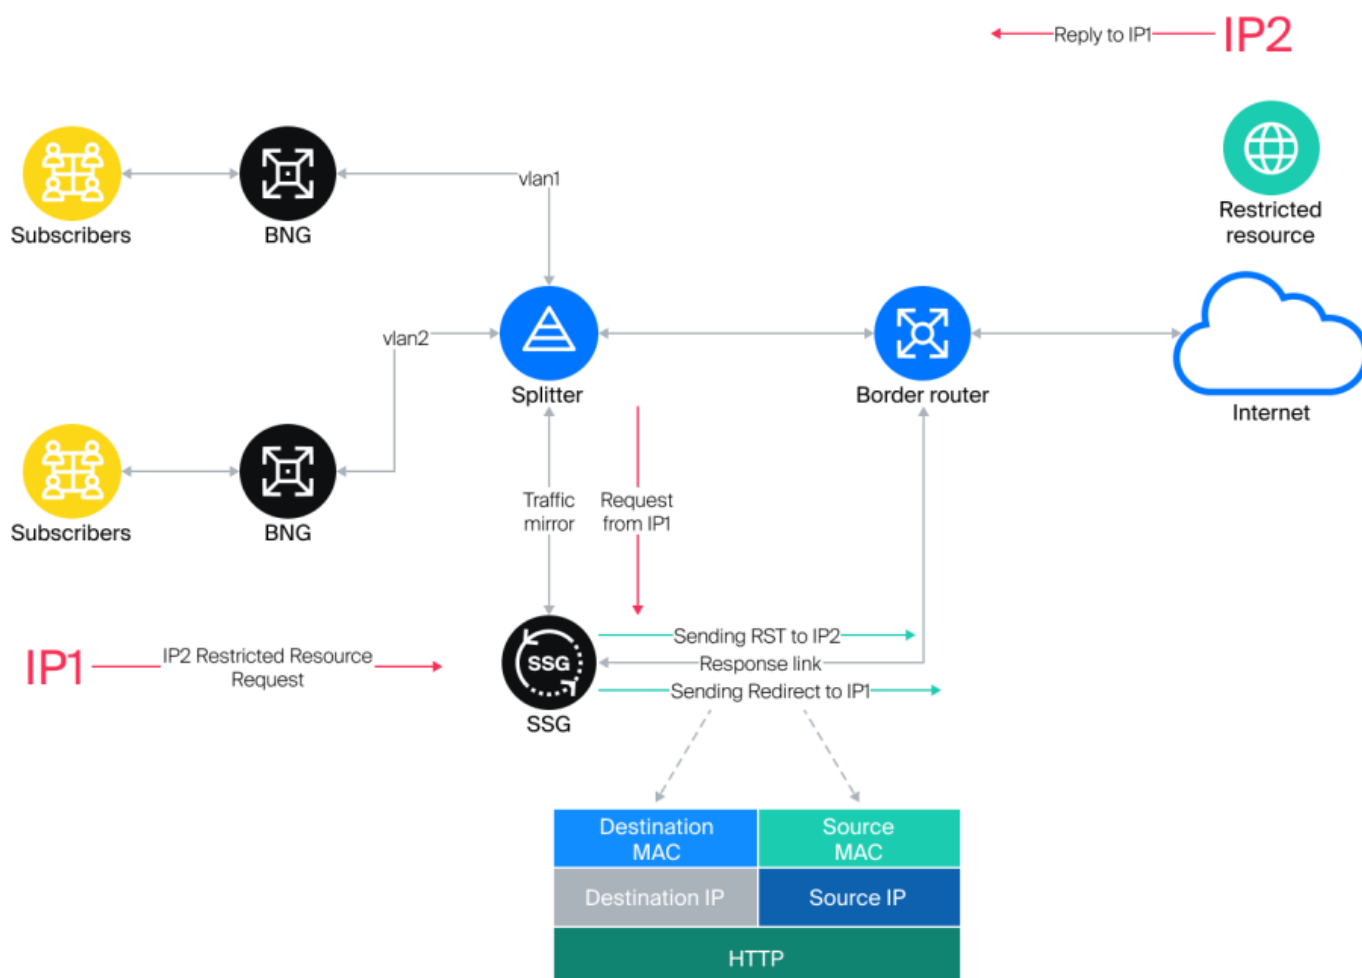 Reply to IP1
IP2
Subscribers
BNG
vlan1
Restricted
resource
vlan2
Splitter
Border router
Internet
Subscribers
BNG
Traffic
mirror
Request
from IP1
IP1
IP2 Restricted Resource
Request
SSG
SSG
Sending RST to IP2
Response link
Sending Redirect to IP1
Destination
MAC
Source
MAC
Destination IP
Source IP
HTTP